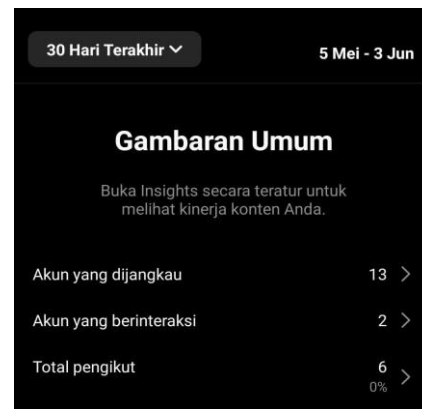 30 Hari Terakhir
5 Mei - 3 Jun
Gambaran Umum
Buka Insights secara teratur untuk
melihat kinerja konten Anda.
Akun yang dijangkau 13
Akun yang berinteraksi 2
Total pengikut 6
0%